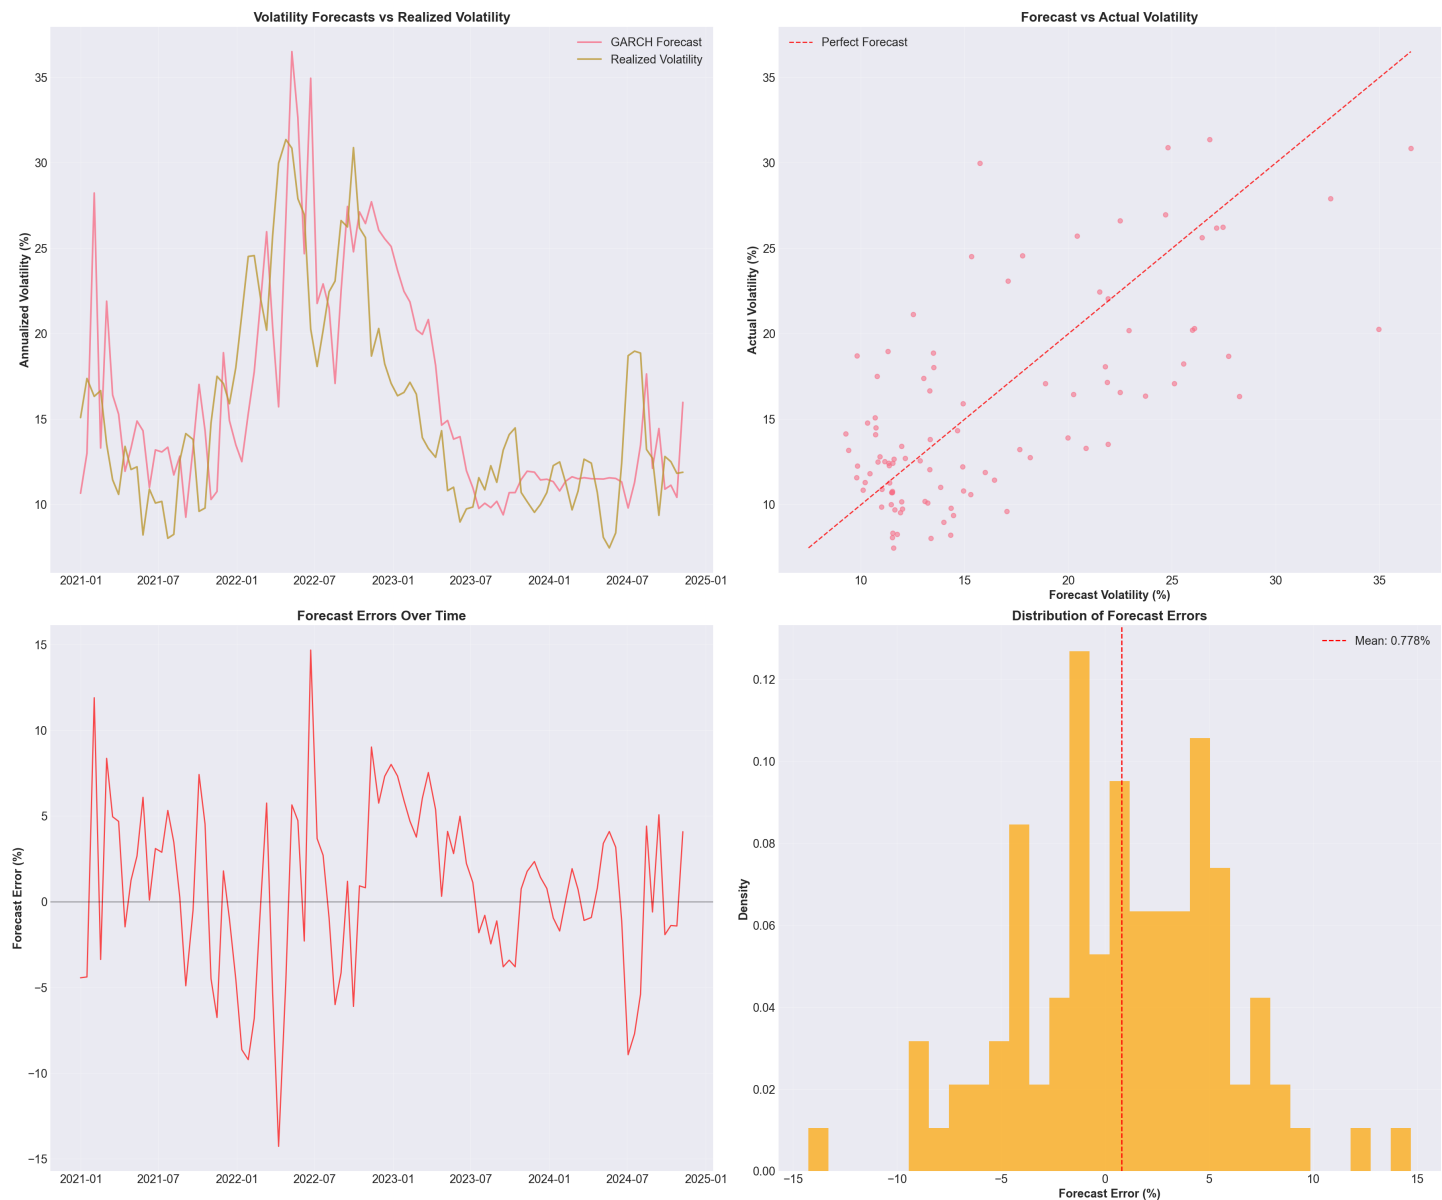 Volatility Forecasts vs Realized Volatility
GARCH Forecast
Realized Volatility
Annualized Volatility (%)
35
30
25
20
15
10
2021-01 2021-07 2022-01 2022-07 2023-01 2023-07 2024-01 2024-07 2025-01
Forecast vs Actual Volatility
Perfect Forecast
Actual Volatility (%)
35
30
25
20
15
10
10 15 20 25 30 35
Forecast Volatility (%)
Forecast Errors Over Time
Forecast Error (%)
15
10
5
0
−5
−10
−15
2021-01 2021-07 2022-01 2022-07 2023-01 2023-07 2024-01 2024-07 2025-01
Distribution of Forecast Errors
Mean: 0.778%
Density
0.12
0.10
0.08
0.06
0.04
0.02
0.00
−15 −10 −5 0 5 10 15
Forecast Error (%)